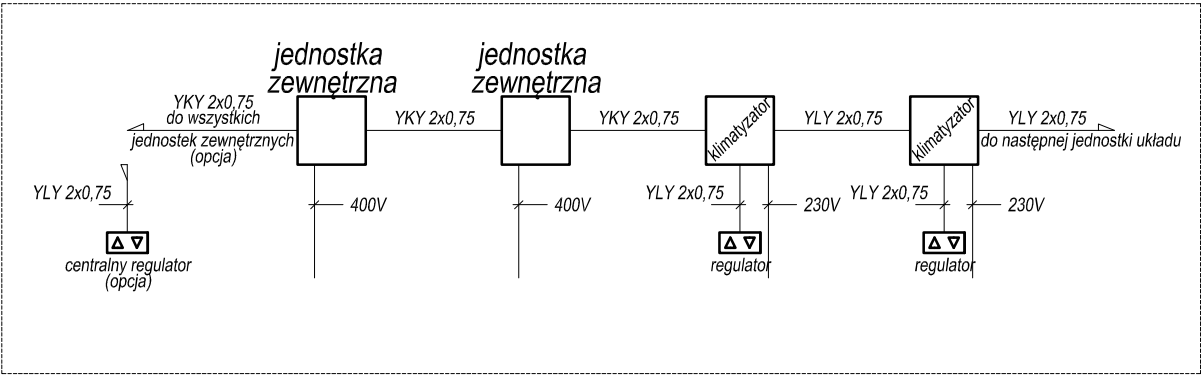 jednostka
zewnętrzna
jednostka
zewnętrzna
YKY 2x0,75
do wszystkich
jednostek zewnętrznych
(opcja)
YKY 2x0,75
YKY 2x0,75
klimatyzator
YLY 2x0,75
klimatyzator
YLY 2x0,75
do następnej jednostki układu
YLY 2x0,75
400V
400V
YLY 2x0,75
230V
YLY 2x0,75
230V
centralny regulator
(opcja)
regulator
regulator